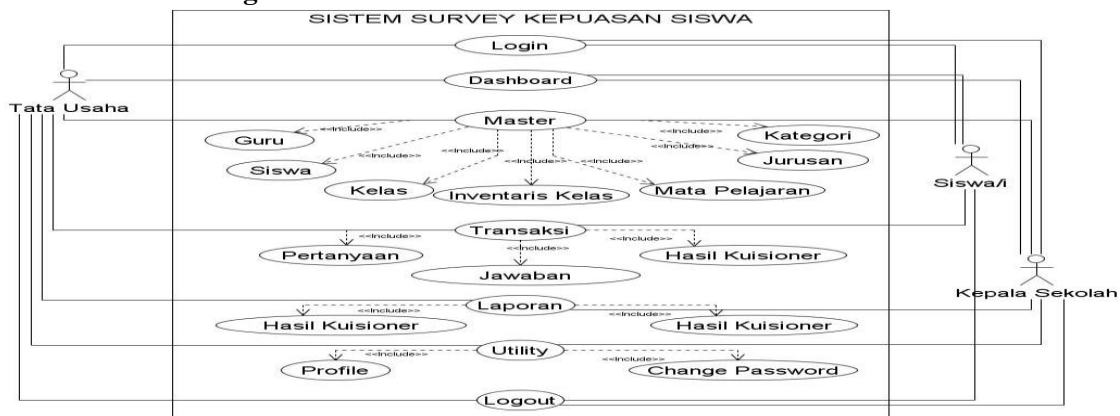 SISTEM SURVEY KEPUASAN SISWA
Login
Dashboard
Tata Usaha
Master
<<Include>>
<<Include>>
Guru
Kategori
<<Include>>
<<Include>>
<<Include>>
Siswa
Jurusan
<<Include>>
<<Include>>
Kelas
Inventaris Kelas
Mata Pelajaran
Siswa/i
Transaksi
<<Include>>
<<Include>>
<<Include>>
Pertanyaan
Hasil Kuisioner
Jawaban
Kepala Sekolah
Laporan
<<Include>>
<<Include>>
Hasil Kuisioner
Hasil Kuisioner
Utility
<<Include>>
<<Include>>
Profile
Change Password
Logout